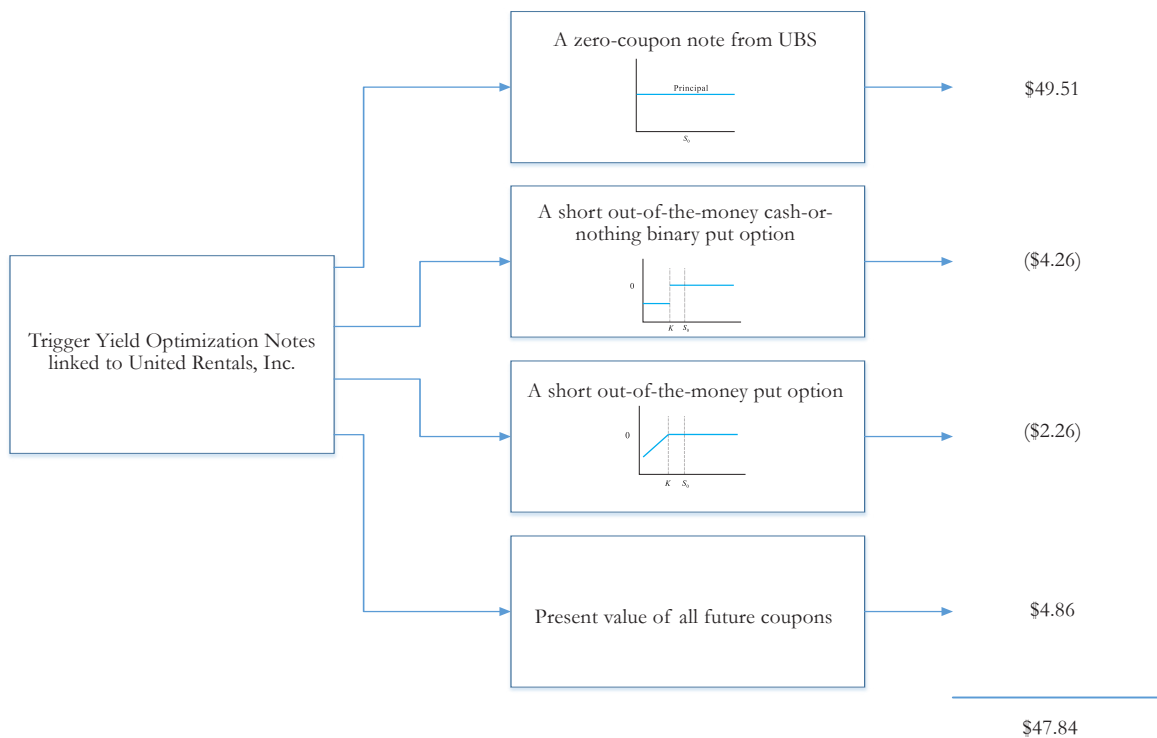 A zero-coupon note from UBS
Principal
S0
$49.51
A short out-of-the-money cash-or-
nothing binary put option
0
K
S0
($4.26)
Trigger Yield Optimization Notes
linked to United Rentals, Inc.
A short out-of-the-money put option
0
K
S0
($2.26)
Present value of all future coupons
$4.86
$47.84